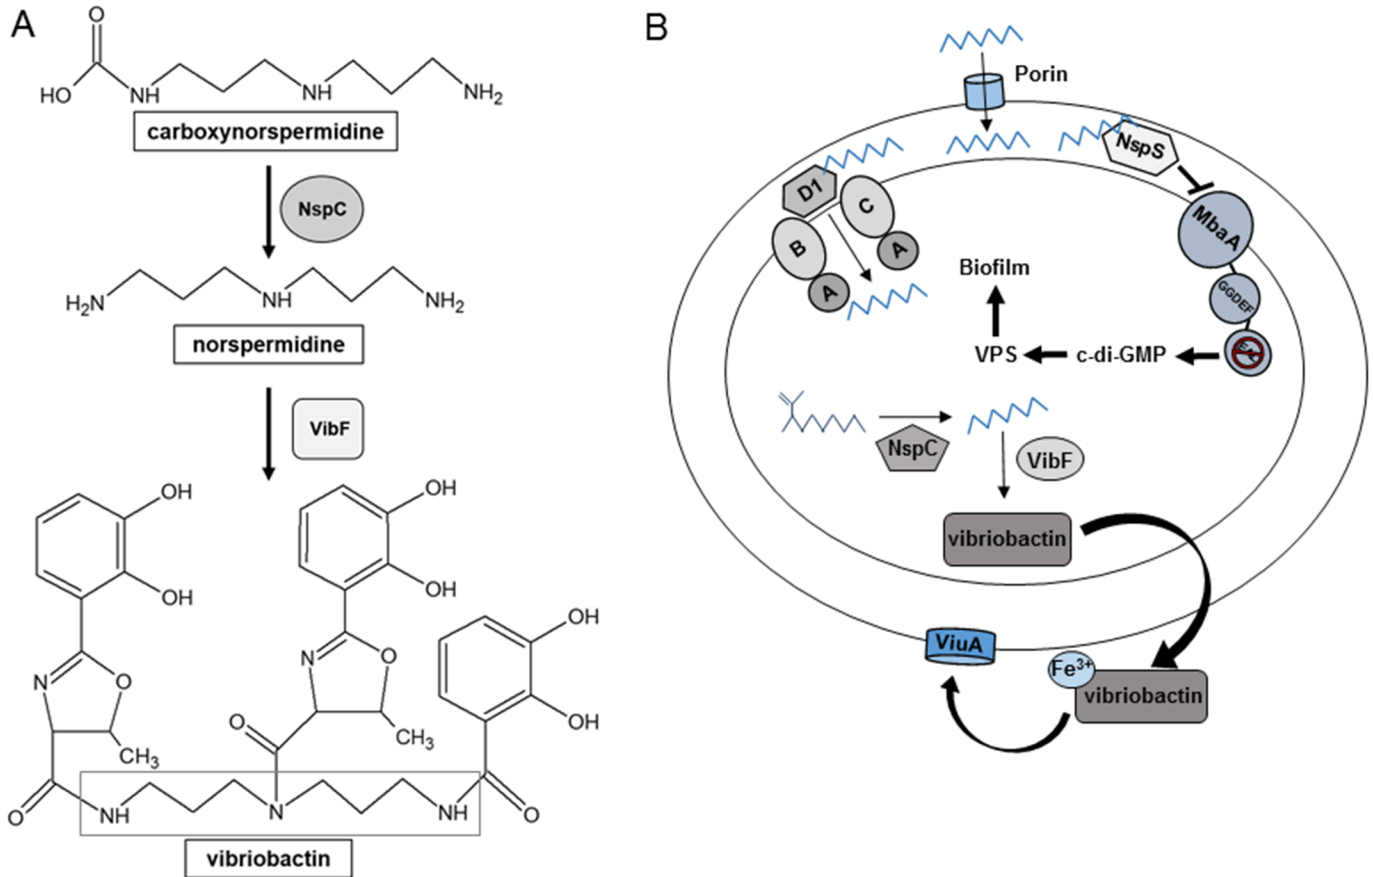 A
O
HO
NH
NH
NH₂
carboxynorspermidine
NspC
H₂N
NH
NH₂
norspermidine
VibF
OH
OH
N
O
CH₃
O
OH
OH
N
O
CH₃
O
OH
OH
O
NH
N
NH
vibriobactin
B
Porin
NspS
D1
C
B
A
A
MbaA
GGDEF
Biofilm
VPS
c-di-GMP
NspC
VibF
vibriobactin
ViuA
Fe³⁺
vibriobactin